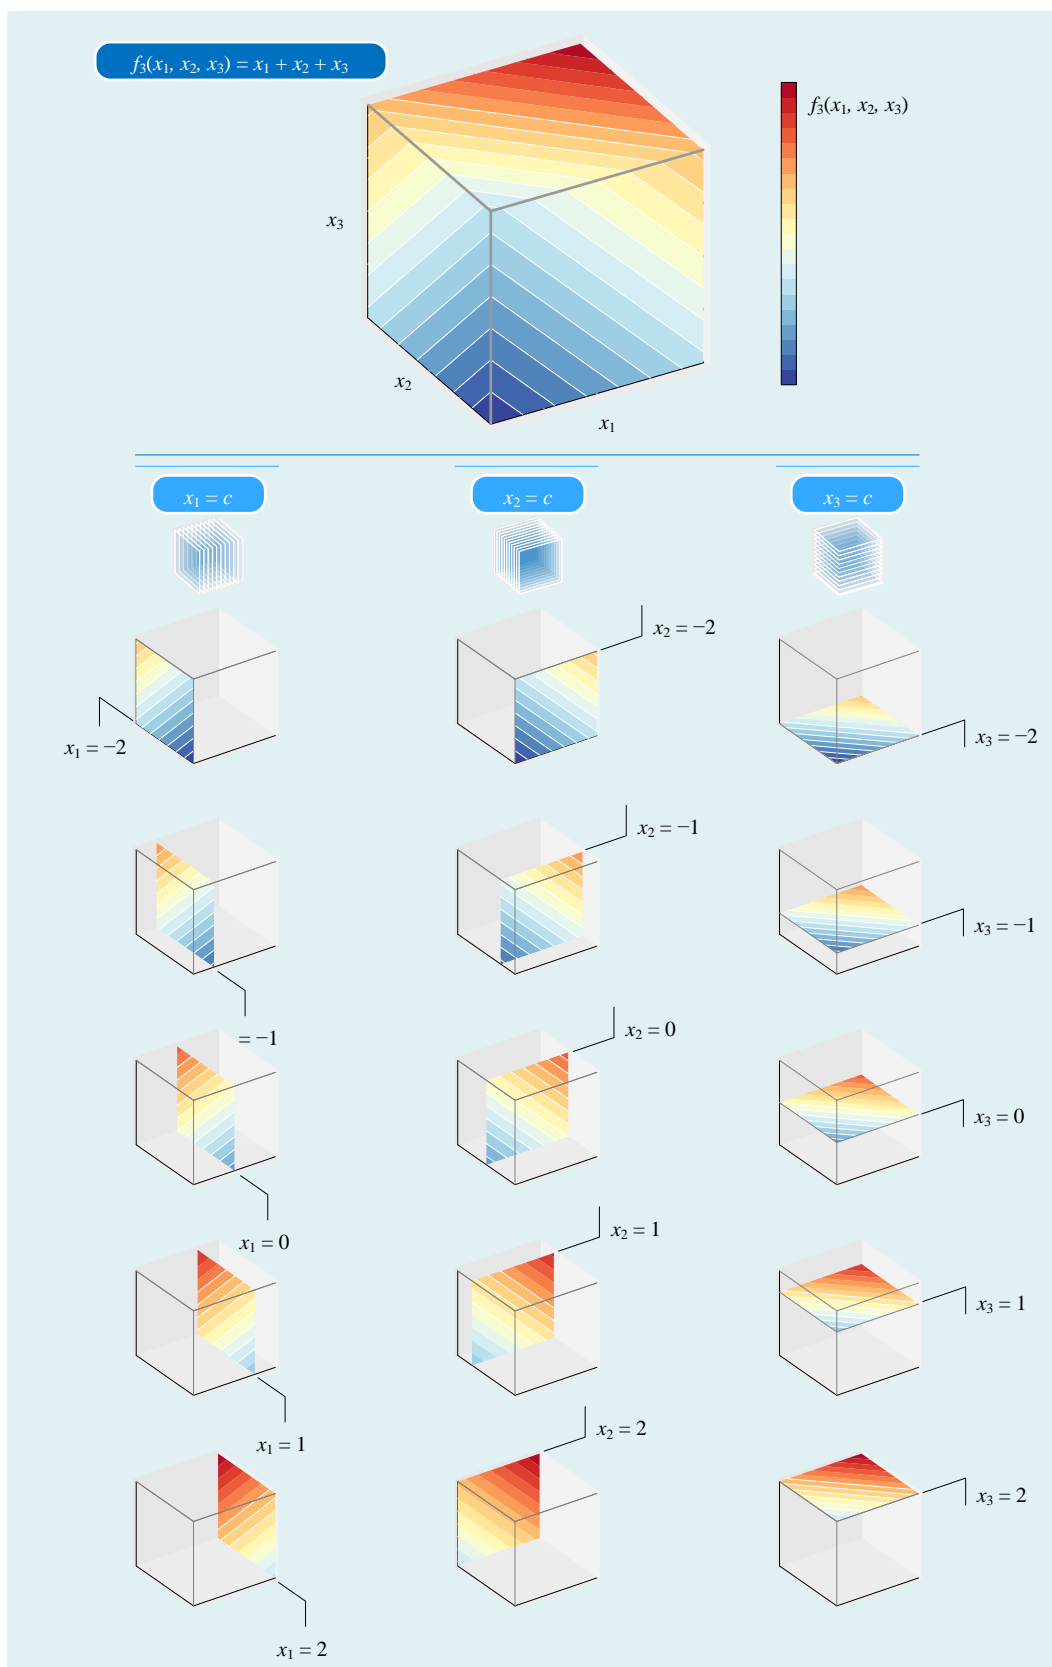 f₃(x₁, x₂, x₃) = x₁ + x₂ + x₃
f₃(x₁, x₂, x₃)
x₃
x₂
x₁
x₁ = c
x₂ = c
x₃ = c
x₁ = −2
x₂ = −2
x₃ = −2
= −1
x₂ = −1
x₃ = −1
x₁ = 0
x₂ = 0
x₃ = 0
x₁ = 1
x₂ = 1
x₃ = 1
x₁ = 2
x₂ = 2
x₃ = 2